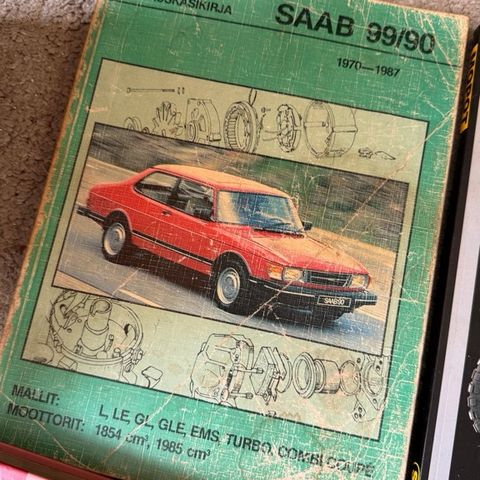 SAAB 99/90
1970—1987
SAAB 90
MALLIT: L, LE, GL, GLE, EMS, TURBO, COMBI COUPÉ
MOOTTORIT: 1854 cm³, 1985 cm³